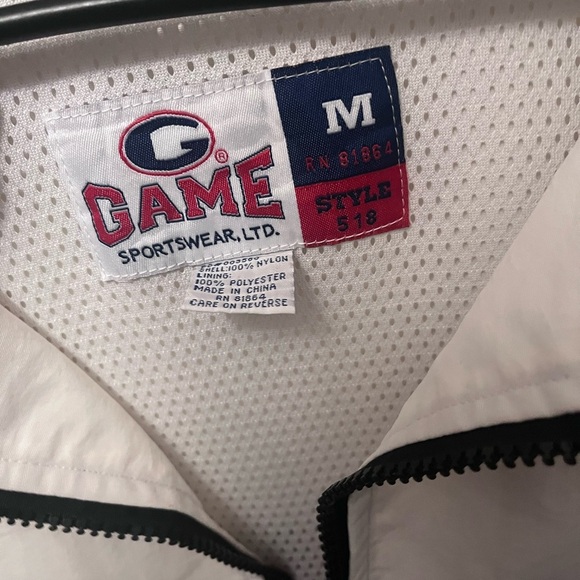 G®
GAME
SPORTSWEAR, LTD.
M
RN 81864
STYLE
518
SHELL:100% NYLON
LINING:
100% POLYESTER
MADE IN CHINA
RN 81864
CARE ON REVERSE